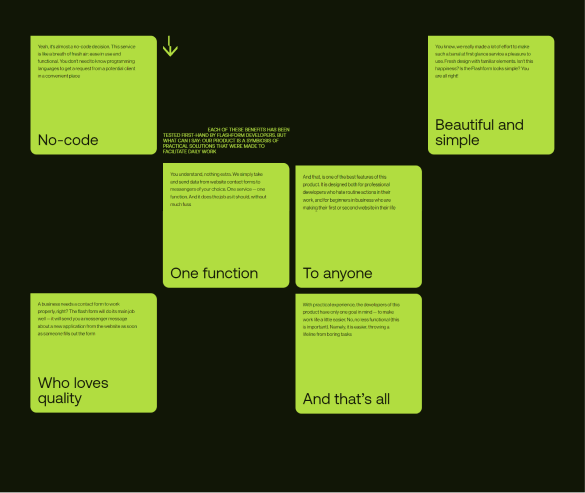 Yeah, it's almost a no-code decision. This service
is like a breath of fresh air: ease in use and
functional. You don't need to know programming
languages to get a request from a potential client
in a convenient place
No-code
EACH OF THESE BENEFITS HAS BEEN
TESTED FIRST-HAND BY FLASHFORM DEVELOPERS. BUT
WHAT CAN I SAY: OUR PRODUCT IS A SYMBIOSIS OF
PRACTICAL SOLUTIONS THAT WERE MADE TO
FACILITATE DAILY WORK
You know, we really made a lot of effort to make
such a banal at first glance service a pleasure to
use. Fresh design with familiar elements. Isn't this
happiness? Is the Flashform looks simple? You
are all right!
Beautiful and
simple
You understand, nothing extra. We simply take
and send data from website contact forms to
messengers of your choice. One service — one
function. And it does the job as it should, without
much fuss
One function
And that, is one of the best features of this
product. It is designed both for professional
developers who hate routine actions in their
work, and for beginners in business who are
making their first or second website in their life
To anyone
A business needs a contact form to work
properly, right? The flash form will do its main job
well — it will send you a messenger message
about a new application from the website as soon
as someone fills out the form
Who loves
quality
With practical experience, the developers of this
product have only one goal in mind — to make
work life a little easier. No, no less functional (this
is important). Namely, it is easier, throwing a
lifeline from boring tasks
And that's all